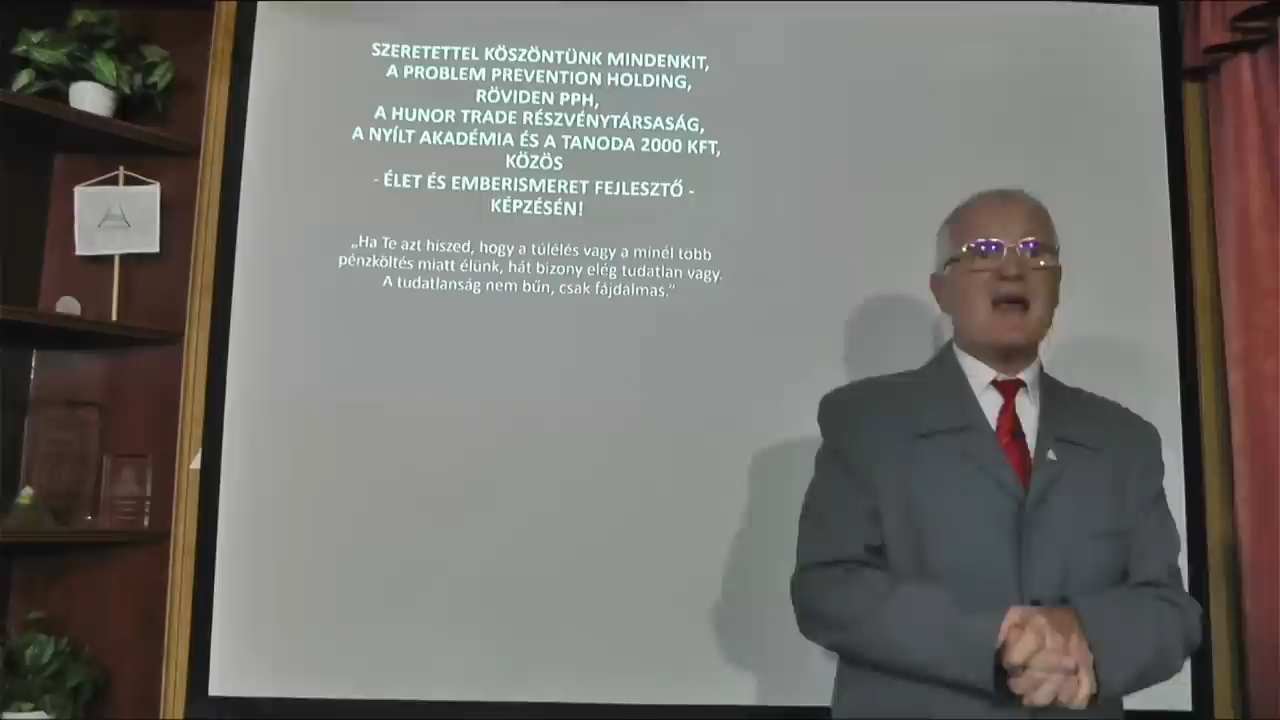 SZERETETTEL KÖSZÖNTÜNK MINDENKIT,
A PROBLEM PREVENTION HOLDING,
RÖVIDEN PPH,
A HUNOR TRADE RÉSZVÉNYTÁRSASÁG,
A NYÍLT AKADÉMIA ÉS A TANODA 2000 KFT,
KÖZÖS
- ÉLET ÉS EMBERISMERET FEJLESZTŐ -
KÉPZÉSÉN!
„Ha Te azt hiszed, hogy a túlélés vagy a minél több
pénzköltés miatt élünk, hát bizony elég tudatlan vagy.
A tudatlanság nem bűn, csak fájdalmas.”